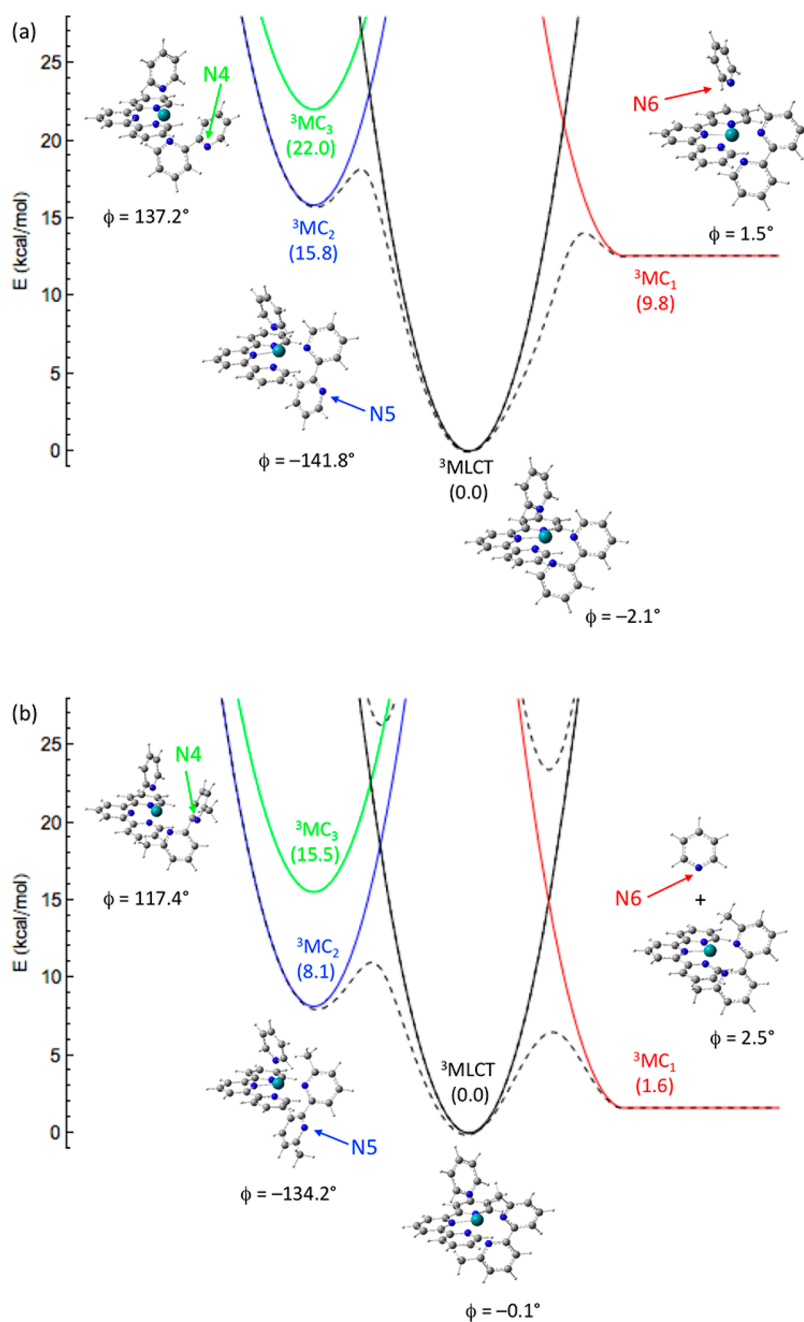 (a)
E (kcal/mol)
25
20
15
10
5
0
N4
ϕ = 137.2°
³MC₃
(22.0)
³MC₂
(15.8)
N5
ϕ = –141.8°
³MLCT
(0.0)
ϕ = –2.1°
N6
ϕ = 1.5°
³MC₁
(9.8)
(b)
E (kcal/mol)
25
20
15
10
5
0
N4
ϕ = 117.4°
³MC₃
(15.5)
³MC₂
(8.1)
N5
ϕ = –134.2°
³MLCT
(0.0)
ϕ = –0.1°
N6
+
ϕ = 2.5°
³MC₁
(1.6)